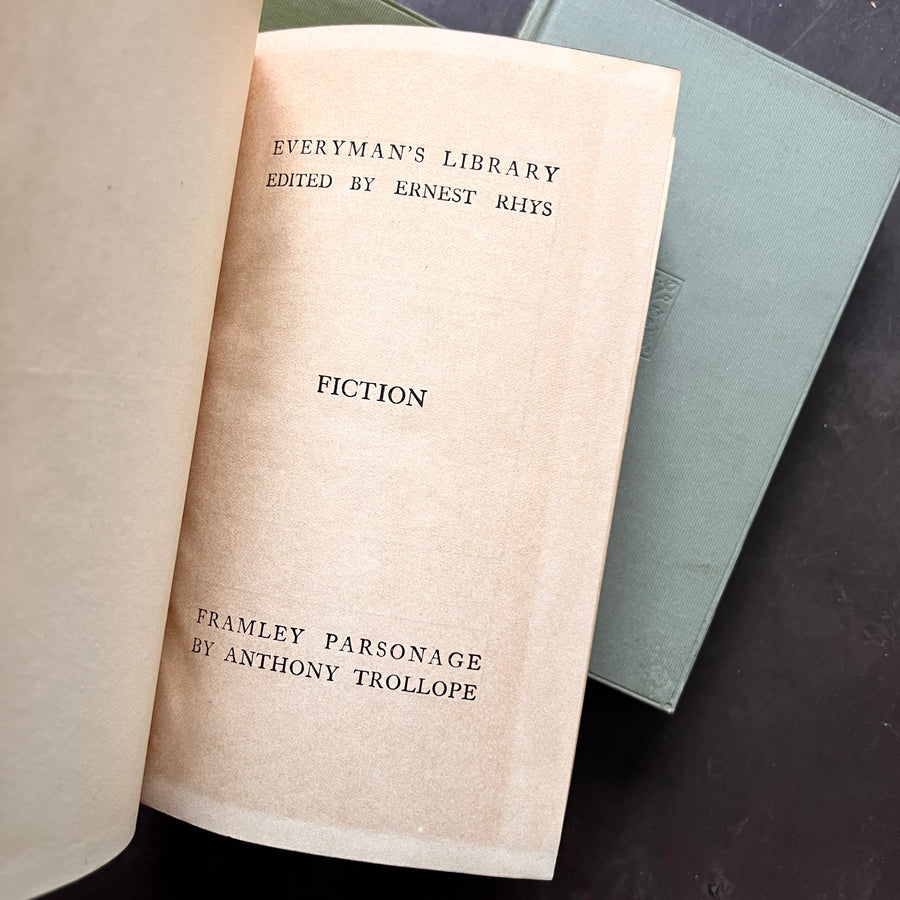 EVERYMAN'S LIBRARY
EDITED BY ERNEST RHYS
FICTION
FRAMLEY PARSONAGE
BY ANTHONY TROLLOPE